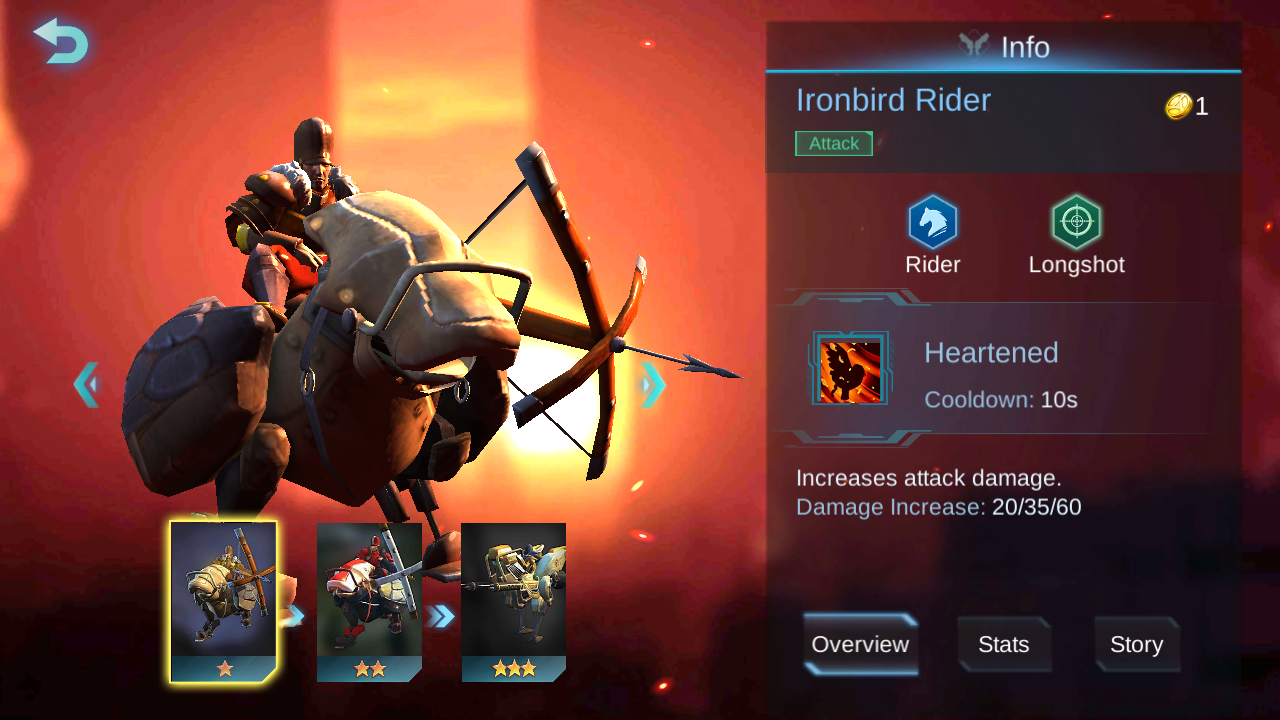 Info
Ironbird Rider
1
Attack
Rider
Longshot
Heartened
Cooldown: 10s
Increases attack damage.
Damage Increase: 20/35/60
Overview
Stats
Story